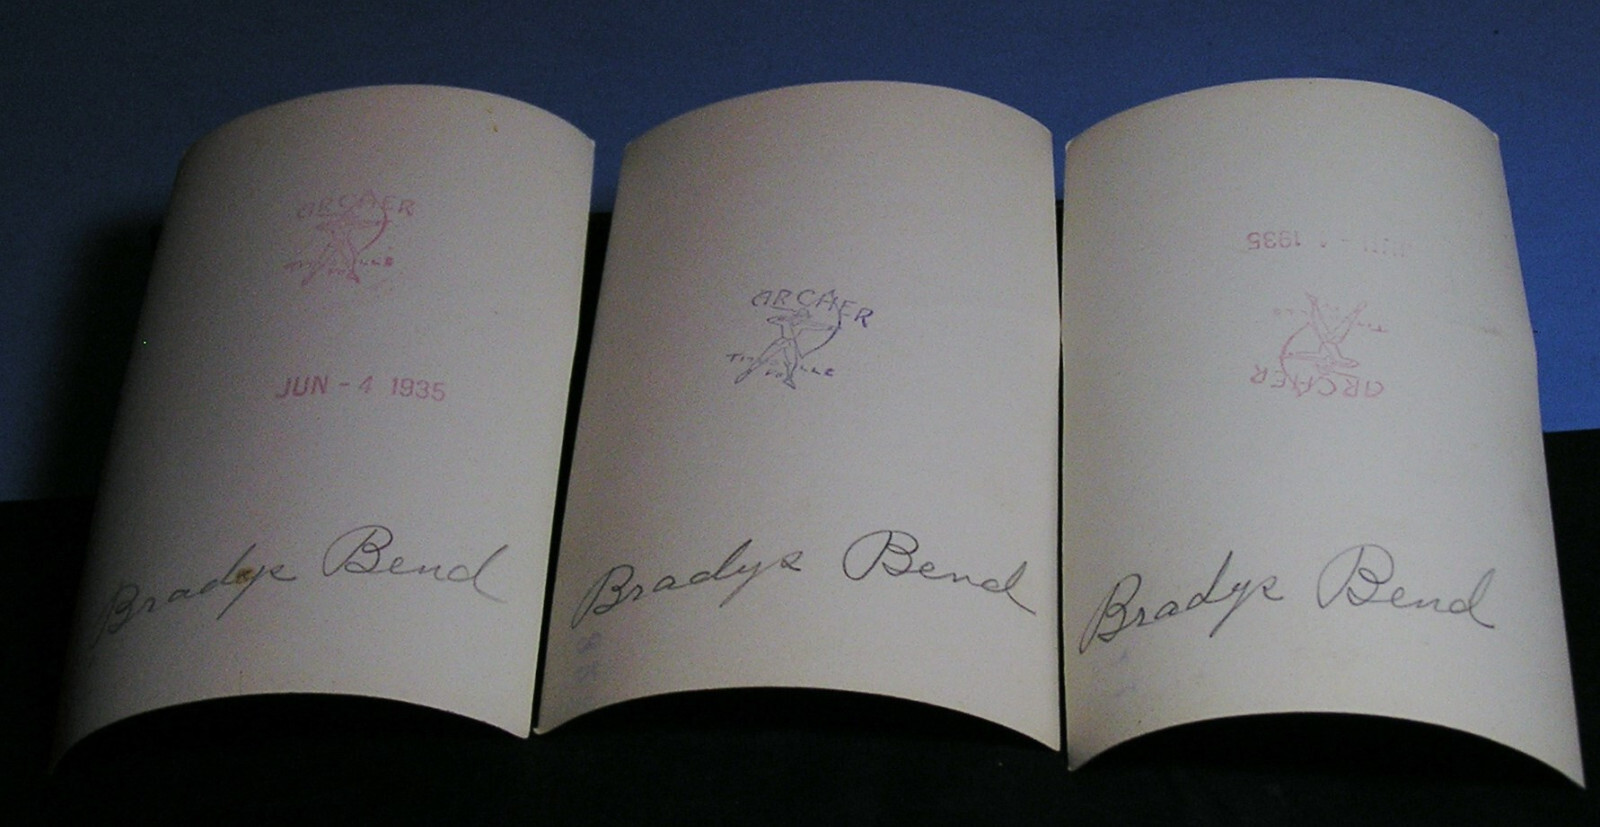 ARCHER
JUN - 4 1935
Bradys Bend
ARCHER
Bradys Bend
1935
ARCHER
Bradys Bend